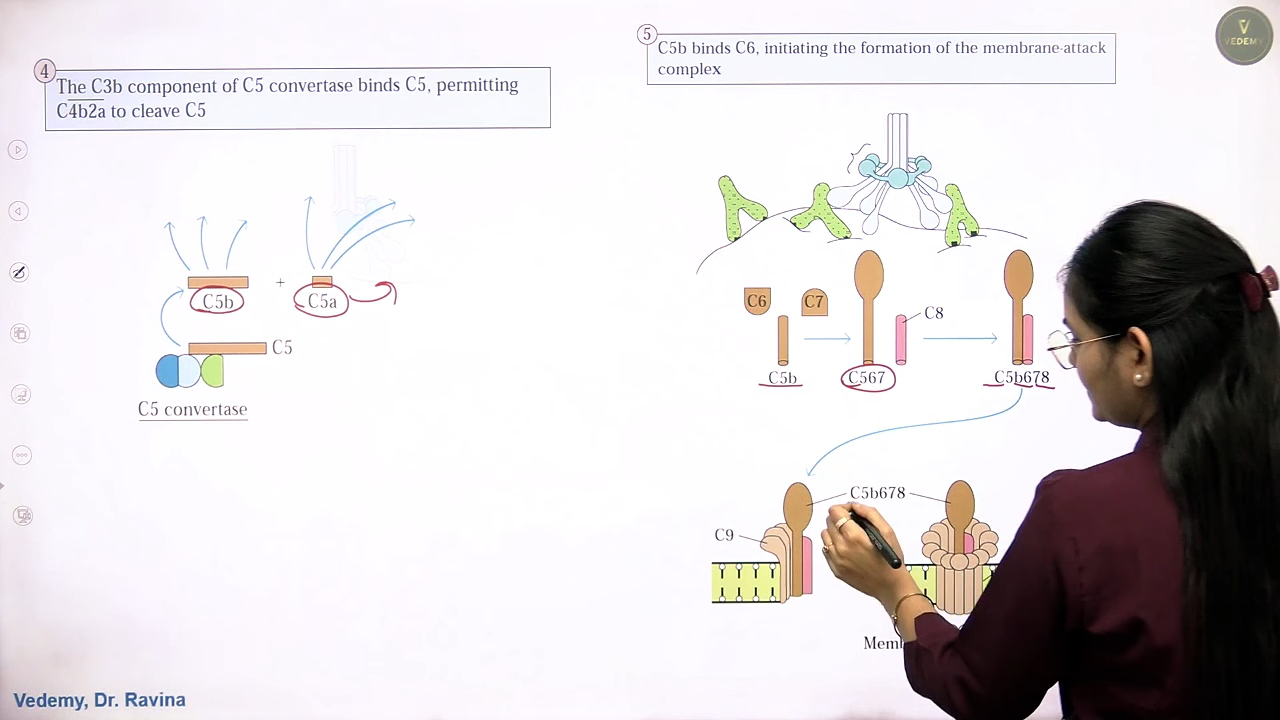 4
The C3b component of C5 convertase binds C5, permitting
C4b2a to cleave C5
C5b
+
C5a
C5
C5 convertase
5
C5b binds C6, initiating the formation of the membrane-attack
complex
C6
C7
C8
C5b
C567
C5b678
C5b678
C9
VEDEMY
Vedemy, Dr. Ravina